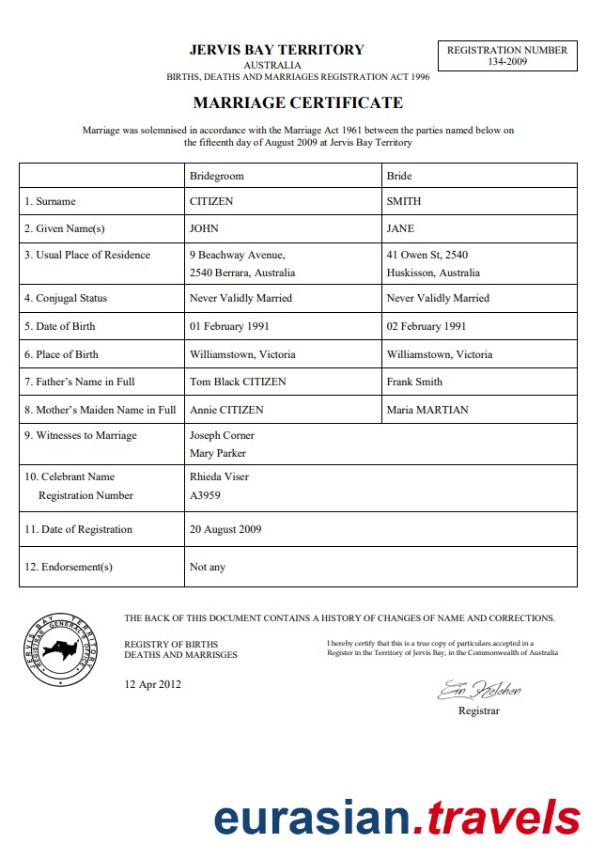 JERVIS BAY TERRITORY
AUSTRALIA
BIRTHS, DEATHS AND MARRIAGES REGISTRATION ACT 1996
REGISTRATION NUMBER
134-2009
MARRIAGE CERTIFICATE
Marriage was solemnised in accordance with the Marriage Act 1961 between the parties named below on
the fifteenth day of August 2009 at Jervis Bay Territory
Bridegroom Bride
1. Surname CITIZEN SMITH
2. Given Name(s) JOHN JANE
3. Usual Place of Residence 9 Beachway Avenue, 41 Owen St, 2540
2540 Berrara, Australia Huskisson, Australia
4. Conjugal Status Never Validly Married Never Validly Married
5. Date of Birth 01 February 1991 02 February 1991
6. Place of Birth Williamstown, Victoria Williamstown, Victoria
7. Father's Name in Full Tom Black CITIZEN Frank Smith
8. Mother's Maiden Name in Full Annie CITIZEN Maria MARTIAN
9. Witnesses to Marriage Joseph Corner
Mary Parker
10. Celebrant Name Rhieda Viser
Registration Number A3959
11. Date of Registration 20 August 2009
12. Endorsement(s) Not any
THE BACK OF THIS DOCUMENT CONTAINS A HISTORY OF CHANGES OF NAME AND CORRECTIONS.
JERVIS BAY TERRITORY
REGISTRAR GENERAL'S OFFICE
REGISTRY OF BIRTHS
DEATHS AND MARRISGES
I hereby certify that this is a true copy of particulars accepted in a
Register in the Territory of Jervis Bay, in the Commonwealth of Australia
12 Apr 2012
Registrar
eurasian.travels